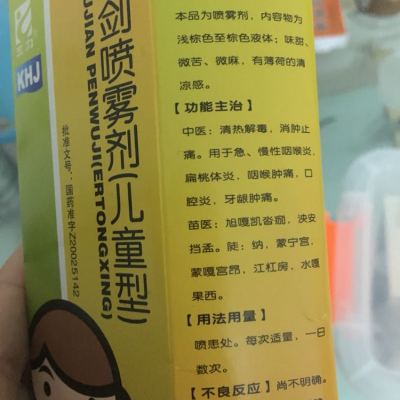 三力
KHJ
剑喷雾剂(儿童型)
UJIAN PENWUJI(ERTONGXING)
批准文号：国药准字Z20025142
本品为喷雾剂，内容物为
浅棕色至棕色液体；味甜、
微苦、微麻，有薄荷的清
凉感。
【功能主治】
中医：清热解毒，消肿止
痛。用于急、慢性咽喉炎，
扁桃体炎，咽喉肿痛，口
腔炎，牙龈肿痛。
苗医：旭嘎凯沓痂，泱安
挡孟。陡：纳，蒙宁宫，
蒙嘎宫昂，江杠房，水嘎
果西。
【用法用量】
喷患处。每次适量，一日
数次。
【不良反应】尚不明确。